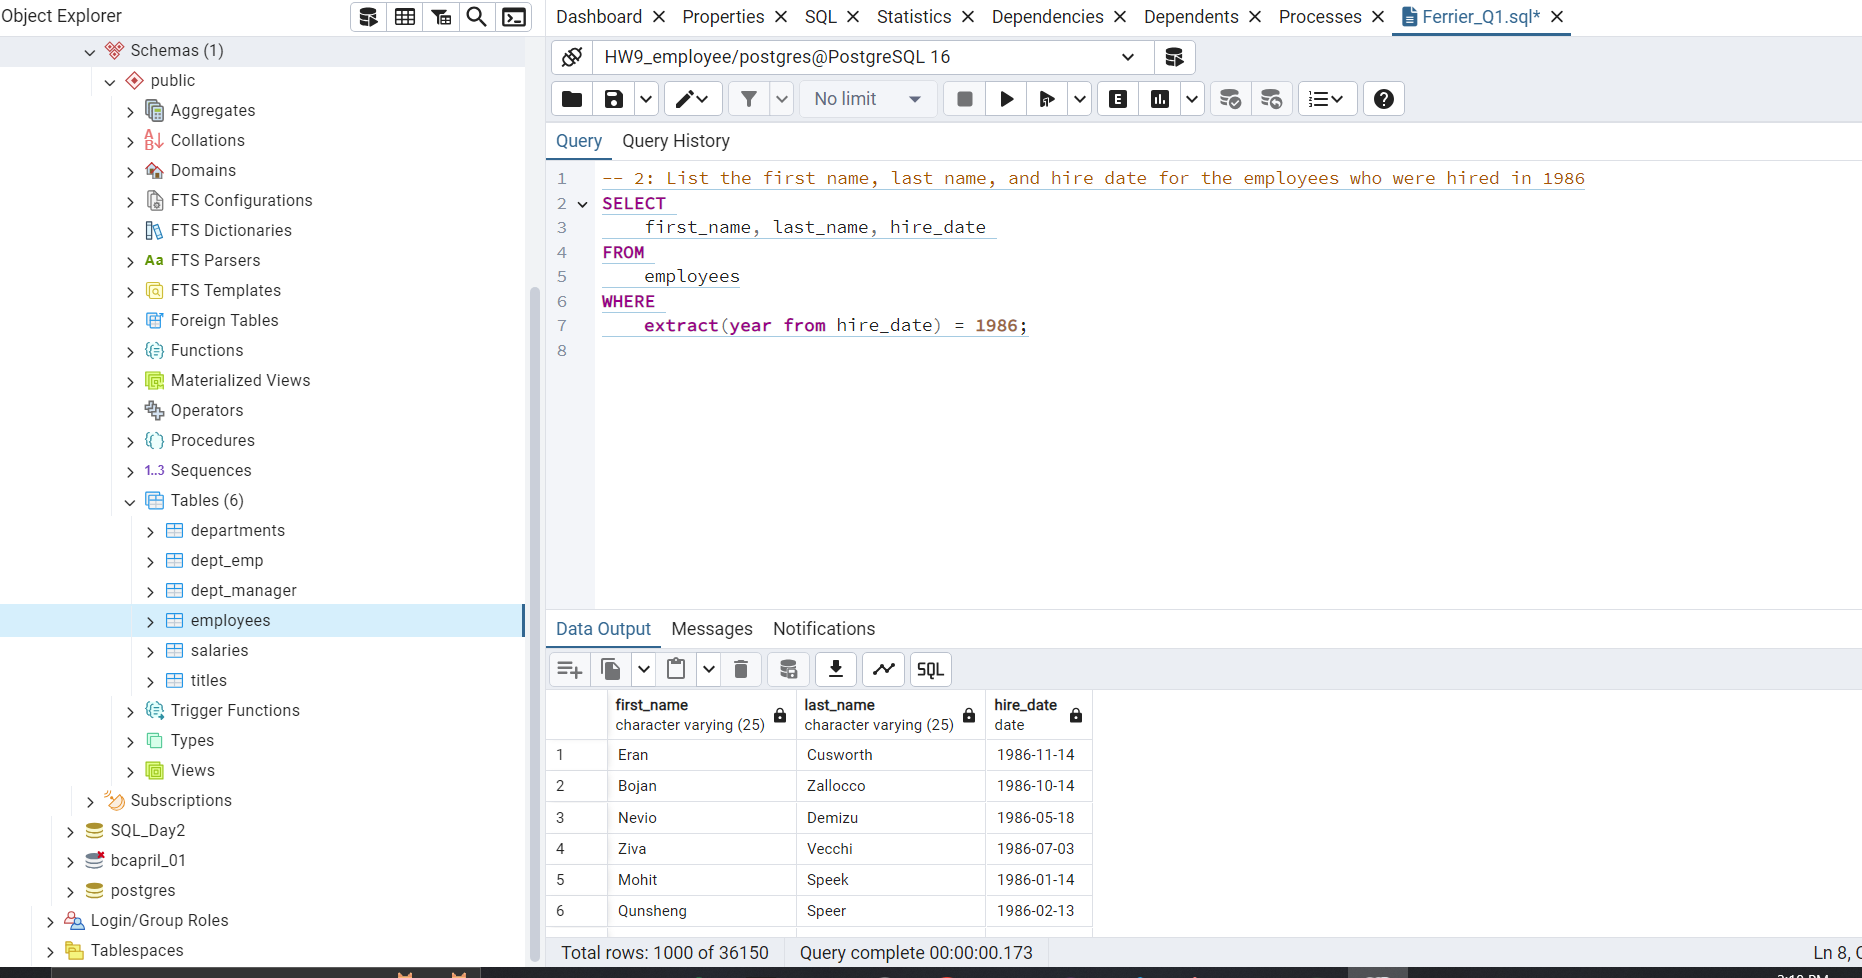 Object Explorer
Schemas (1)
public
Aggregates
Collations
Domains
FTS Configurations
FTS Dictionaries
Aa FTS Parsers
FTS Templates
Foreign Tables
Functions
Materialized Views
Operators
Procedures
1..3 Sequences
Tables (6)
departments
dept_emp
dept_manager
employees
salaries
titles
Trigger Functions
Types
Views
Subscriptions
SQL_Day2
bcapril_01
postgres
Login/Group Roles
Tablespaces
Dashboard Properties SQL Statistics Dependencies Dependents Processes Ferrier_Q1.sql*
HW9_employee/postgres@PostgreSQL 16
No limit E
Query Query History
1 -- 2: List the first name, last name, and hire date for the employees who were hired in 1986
2 SELECT
3 first_name, last_name, hire_date
4 FROM
5 employees
6 WHERE
7 extract(year from hire_date) = 1986;
8
Data Output Messages Notifications
SQL
first_name last_name hire_date
character varying (25) character varying (25) date
1 Eran Cusworth 1986-11-14
2 Bojan Zallocco 1986-10-14
3 Nevio Demizu 1986-05-18
4 Ziva Vecchi 1986-07-03
5 Mohit Speek 1986-01-14
6 Qunsheng Speer 1986-02-13
Total rows: 1000 of 36150 Query complete 00:00:00.173 Ln 8,